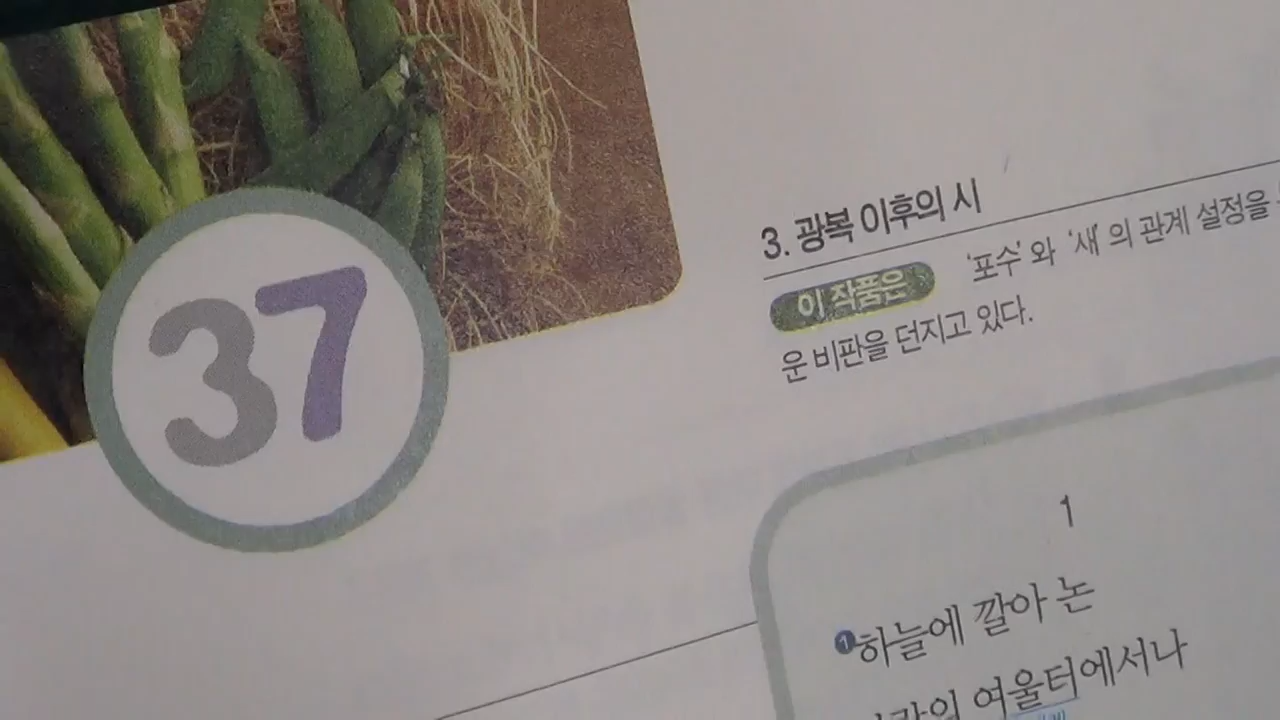 37
3. 광복 이후의 시
이 작품은 '포수'와 '새'의 관계 설정을
운 비판을 던지고 있다.
1
❶하늘에 깔아 논
여울터에서나